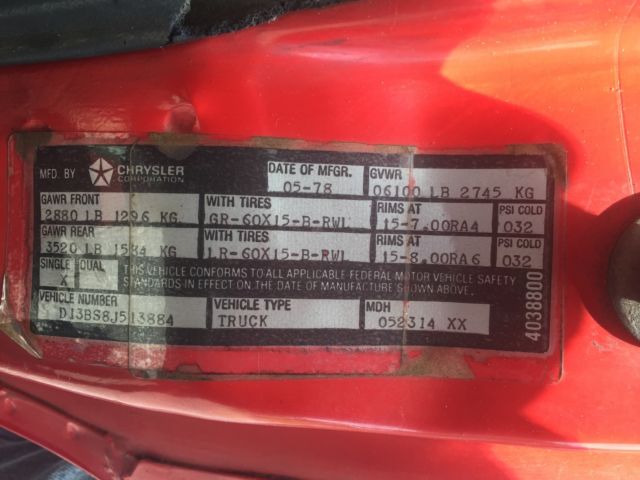 MFD. BY CHRYSLER CORPORATION DATE OF MFGR. 05-78 GVWR 06100 LB 2745 KG
GAWR FRONT WITH TIRES RIMS AT PSI COLD
2880 LB 1296 KG GR-60X15-B-RWL 15-7.00RA4 032
GAWR REAR WITH TIRES RIMS AT PSI COLD
3520 LB 1584 KG LR-60X15-B-RWL 15-8.00RA6 032
SINGLE DUAL
X
THIS VEHICLE CONFORMS TO ALL APPLICABLE FEDERAL MOTOR VEHICLE SAFETY
STANDARDS IN EFFECT ON THE DATE OF MANUFACTURE SHOWN ABOVE.
VEHICLE NUMBER VEHICLE TYPE MDH
D13BS8J513884 TRUCK 052314 XX
4038800